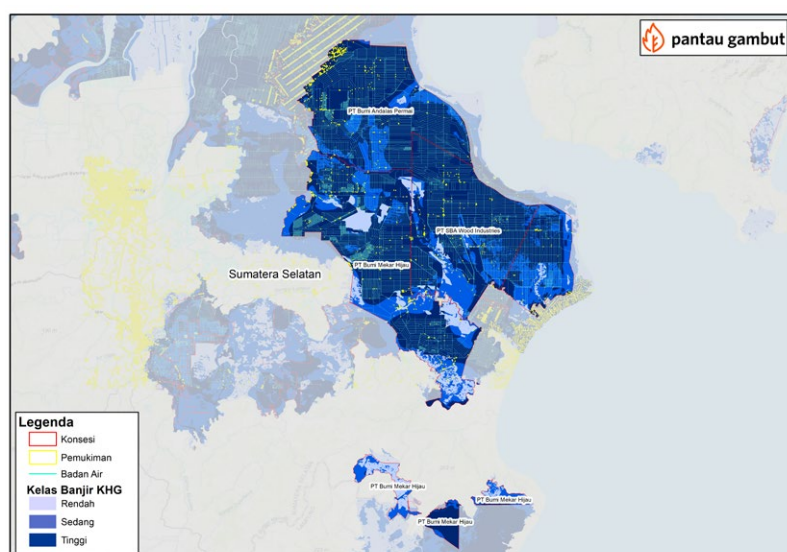 pantau gambut
PT Bumi Andalas Permai
PT SBA Wood Industries
PT Bumi Mekar Hijau
Sumatera Selatan
Legenda
Konsesi
Pemukiman
Badan Air
Kelas Banjir KHG
Rendah
Sedang
Tinggi
PT Bumi Mekar Hijau
PT Bumi Mekar Hijau
PT Bumi Mekar Hijau